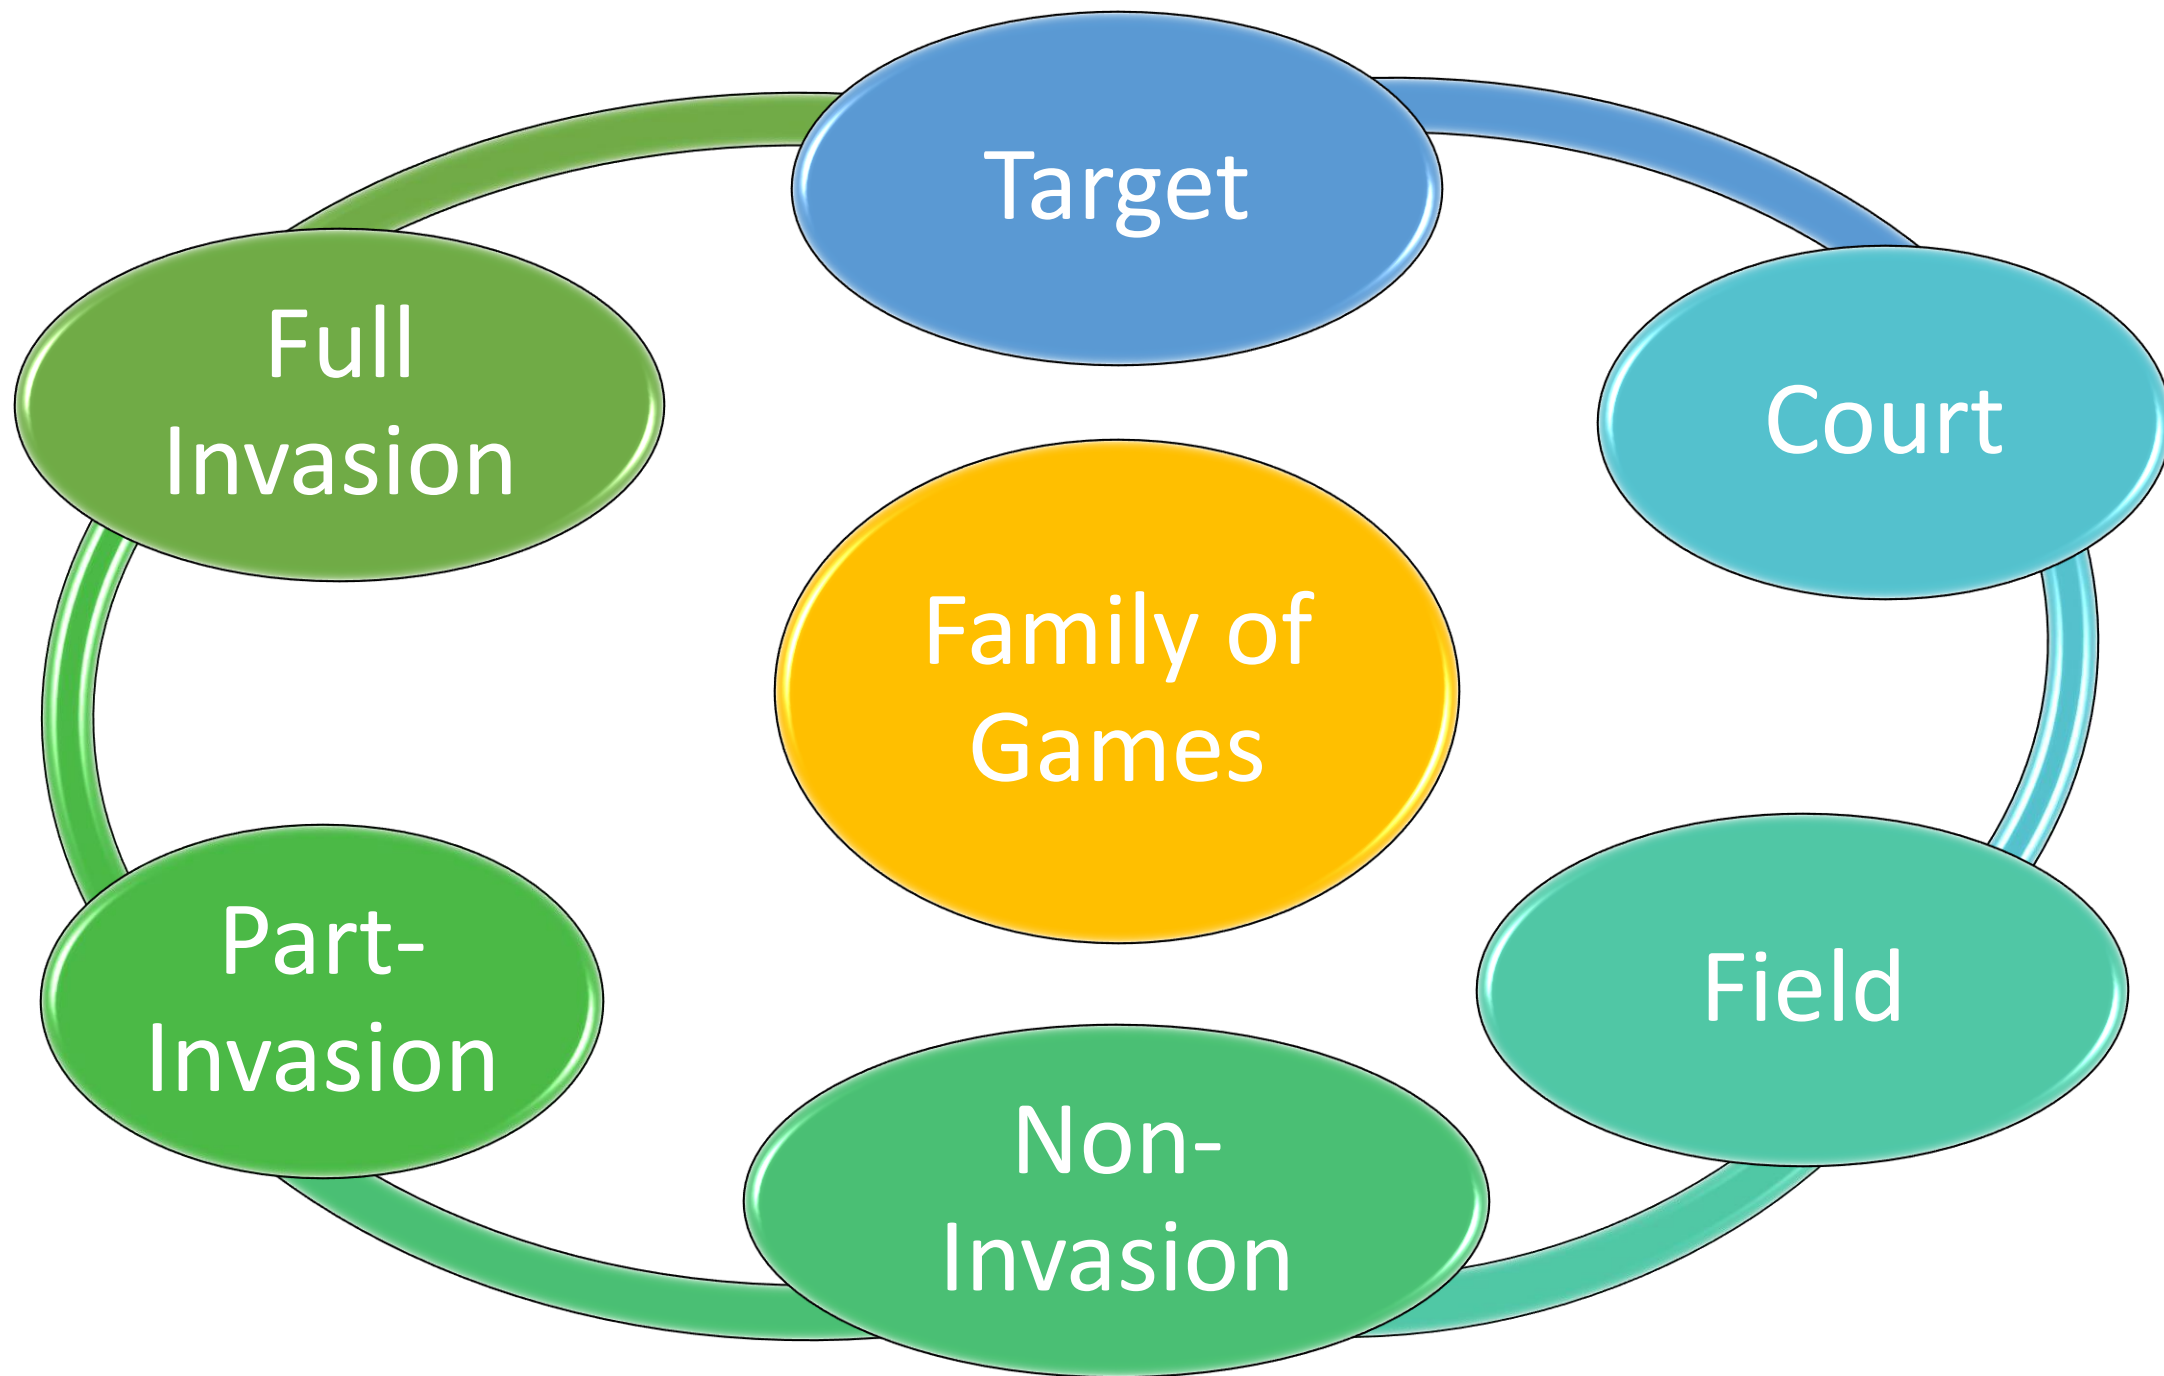 Target
Court
Field
Non-
Invasion
Part-
Invasion
Full
Invasion
Family of
Games